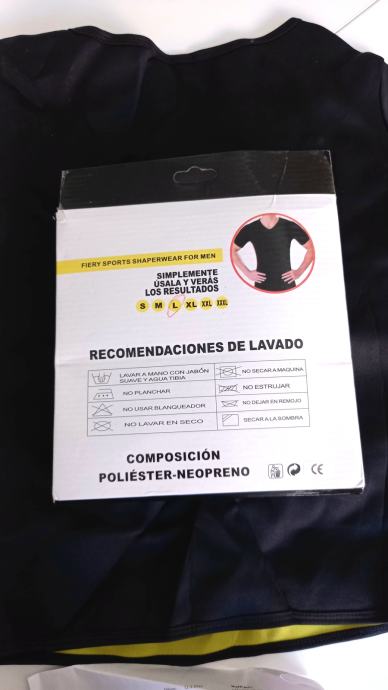 FIERY SPORTS SHAPERWEAR FOR MEN
SIMPLEMENTE
ÚSALA Y VERÁS
LOS RESULTADOS
S M L XL XXL XXXL
RECOMENDACIONES DE LAVADO
LAVAR A MANO CON JABÓN
SUAVE Y AGUA TIBIA
NO SECAR A MAQUINA
NO PLANCHAR
NO ESTRUJAR
NO USAR BLANQUEADOR
NO DEJAR EN REMOJO
NO LAVAR EN SECO
SECAR A LA SOMBRA
COMPOSICIÓN
POLIÉSTER-NEOPRENO
CE